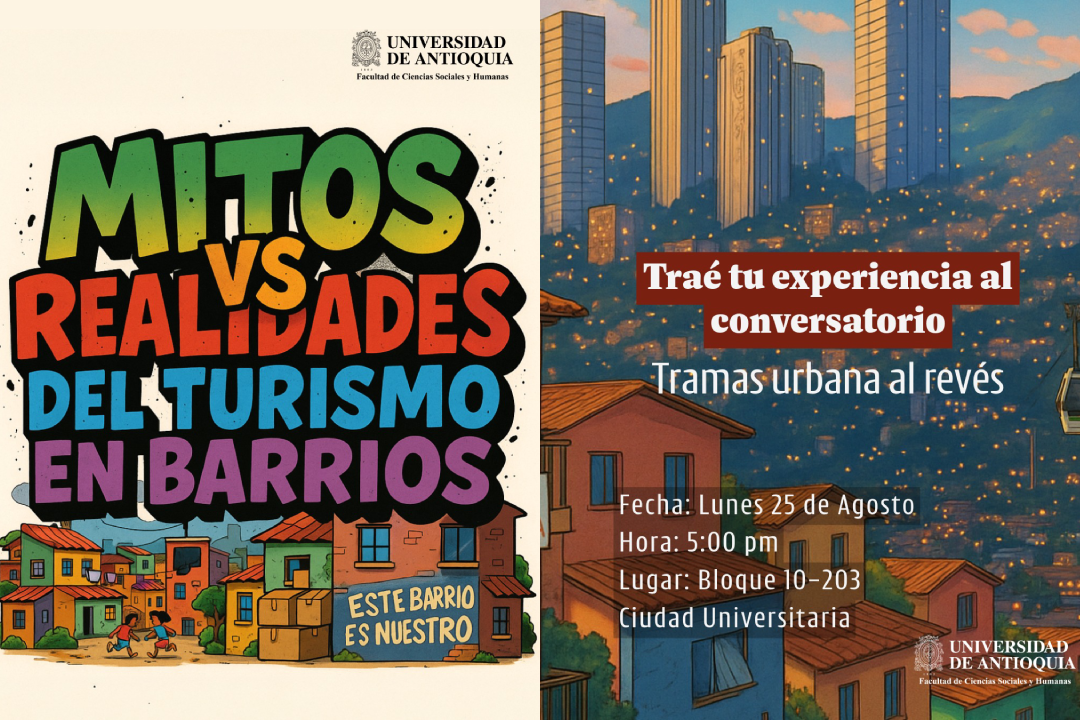 UNIVERSIDAD
DE ANTIOQUIA
Facultad de Ciencias Sociales y Humanas
MITOS
VS
REALIDADES
DEL TURISMO
EN BARRIOS
ESTE BARRIO
ES NUESTRO
Traé tu experiencia al
conversatorio
Tramas urbana al revés
Fecha: Lunes 25 de Agosto
Hora: 5:00 pm
Lugar: Bloque 10-203
Ciudad Universitaria
UNIVERSIDAD
DE ANTIOQUIA
Facultad de Ciencias Sociales y Humanas